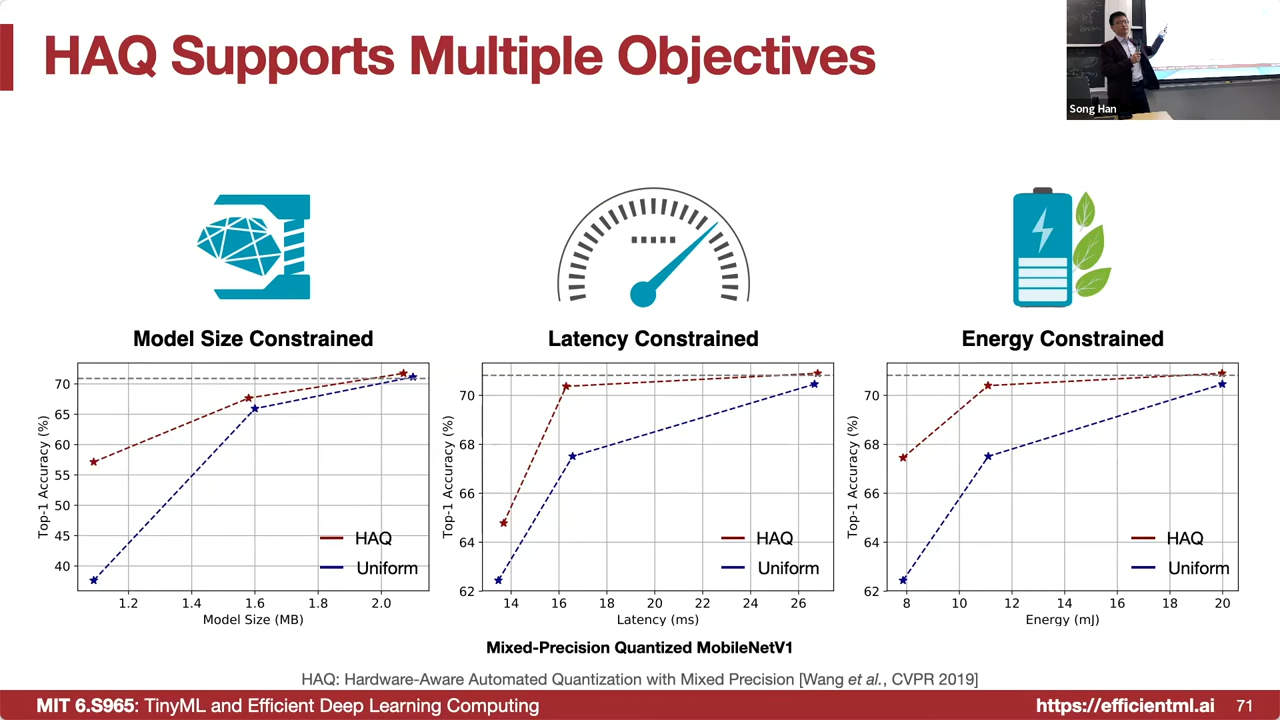 HAQ Supports Multiple Objectives
Song Han
Model Size Constrained
70
65
60
55
50
45
40
Top-1 Accuracy (%)
HAQ
Uniform
1.2 1.4 1.6 1.8 2.0
Model Size (MB)
Latency Constrained
70
68
66
64
62
Top-1 Accuracy (%)
HAQ
Uniform
14 16 18 20 22 24 26
Latency (ms)
Energy Constrained
70
68
66
64
62
Top-1 Accuracy (%)
HAQ
Uniform
8 10 12 14 16 18 20
Energy (mJ)
Mixed-Precision Quantized MobileNetV1
HAQ: Hardware-Aware Automated Quantization with Mixed Precision [Wang et al., CVPR 2019]
MIT 6.S965: TinyML and Efficient Deep Learning Computing
https://efficientml.ai 71